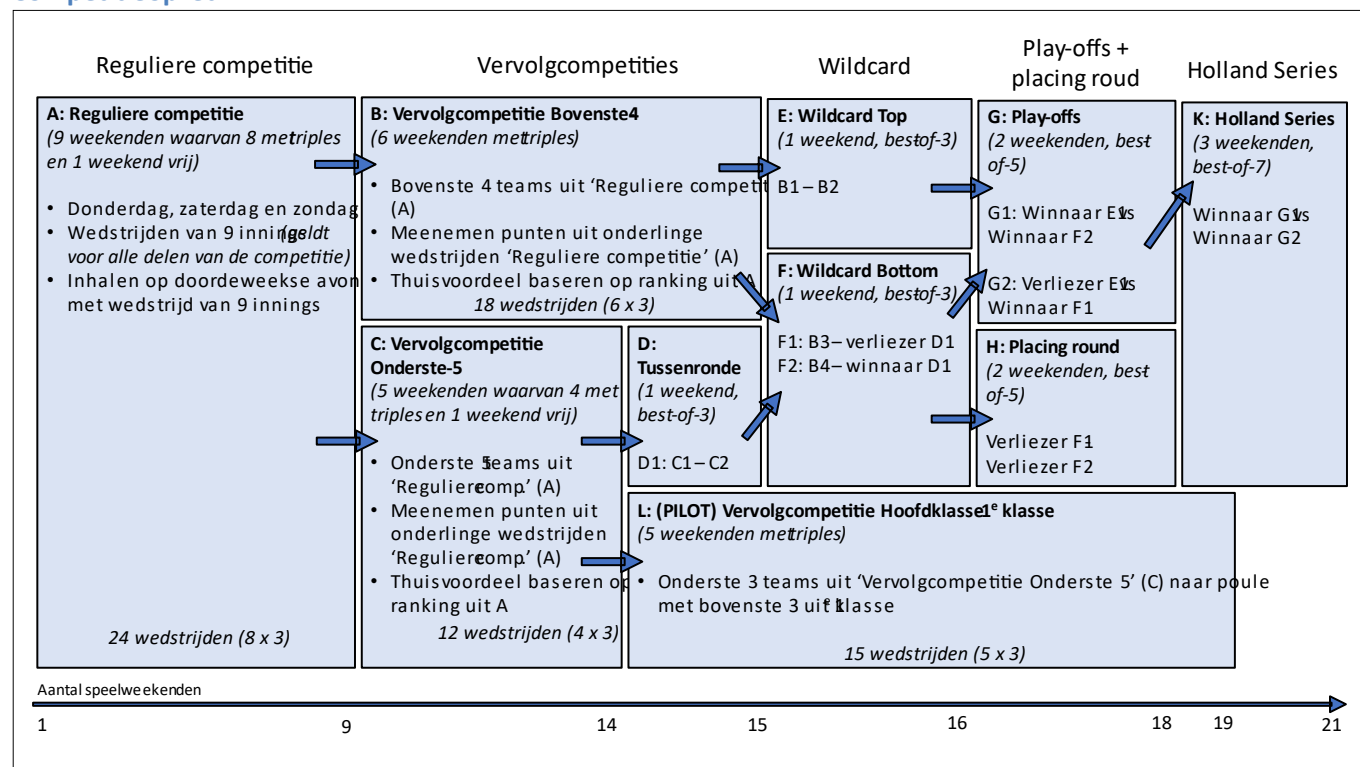 Reguliere competitie
Vervolgcompetities
Wildcard
Play-offs +
placing roud
Holland Series
A: Reguliere competitie
(9 weekenden waarvan 8 met triples
en 1 weekend vrij)
• Donderdag, zaterdag en zondag
• Wedstrijden van 9 innings (geldt
voor alle delen van de competitie)
• Inhalen op doordeweekse avon
met wedstrijd van 9 innings
24 wedstrijden (8 x 3)
B: Vervolgcompetitie Bovenste4
(6 weekenden met triples)
• Bovenste 4 teams uit ‘Reguliere competit
(A)
• Meenemen punten uit onderlinge
wedstrijden ‘Reguliere competitie’ (A)
• Thuisvoordeel baseren op ranking uit A
18 wedstrijden (6 x 3)
C: Vervolgcompetitie
Onderste-5
(5 weekenden waarvan 4 met
triples en 1 weekend vrij)
• Onderste 5 teams uit
‘Reguliere comp.’ (A)
• Meenemen punten uit
onderlinge wedstrijden
‘Reguliere comp.’ (A)
• Thuisvoordeel baseren op
ranking uit A
12 wedstrijden (4 x 3)
D:
Tussenronde
(1 weekend,
best-of-3)
D1: C1 – C2
E: Wildcard Top
(1 weekend, best-of-3)
B1 – B2
F: Wildcard Bottom
(1 weekend, best-of-3)
F1: B3 – verliezer D1
F2: B4 – winnaar D1
G: Play-offs
(2 weekenden, best
of-5)
G1: Winnaar E1 vs
Winnaar F2
G2: Verliezer E1 vs
Winnaar F1
H: Placing round
(2 weekenden, best
of-5)
Verliezer F1
Verliezer F2
K: Holland Series
(3 weekenden,
best-of-7)
Winnaar G1 vs
Winnaar G2
L: (PILOT) Vervolgcompetitie Hoofdklasse 1e klasse
(5 weekenden met triples)
• Onderste 3 teams uit ‘Vervolgcompetitie Onderste 5’ (C) naar poule
met bovenste 3 uit 1e klasse
15 wedstrijden (5 x 3)
Aantal speelweekenden
1 9 14 15 16 18 19 21